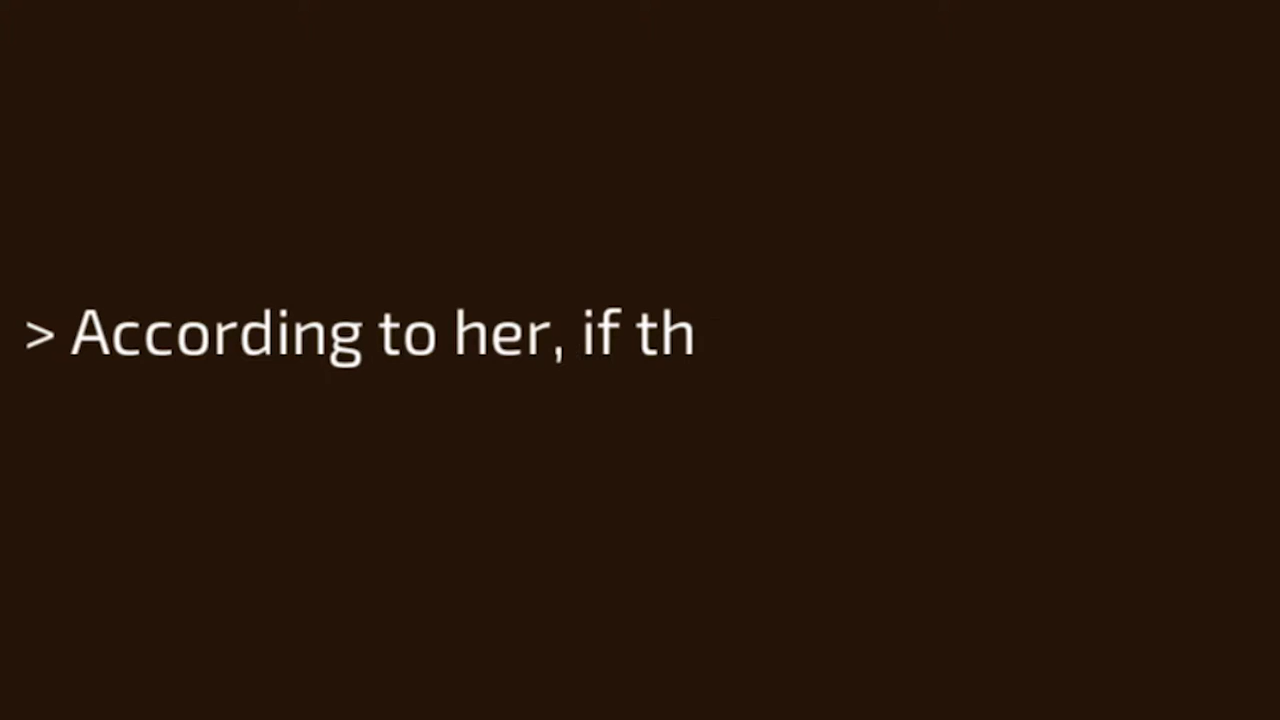 > According to her, if th